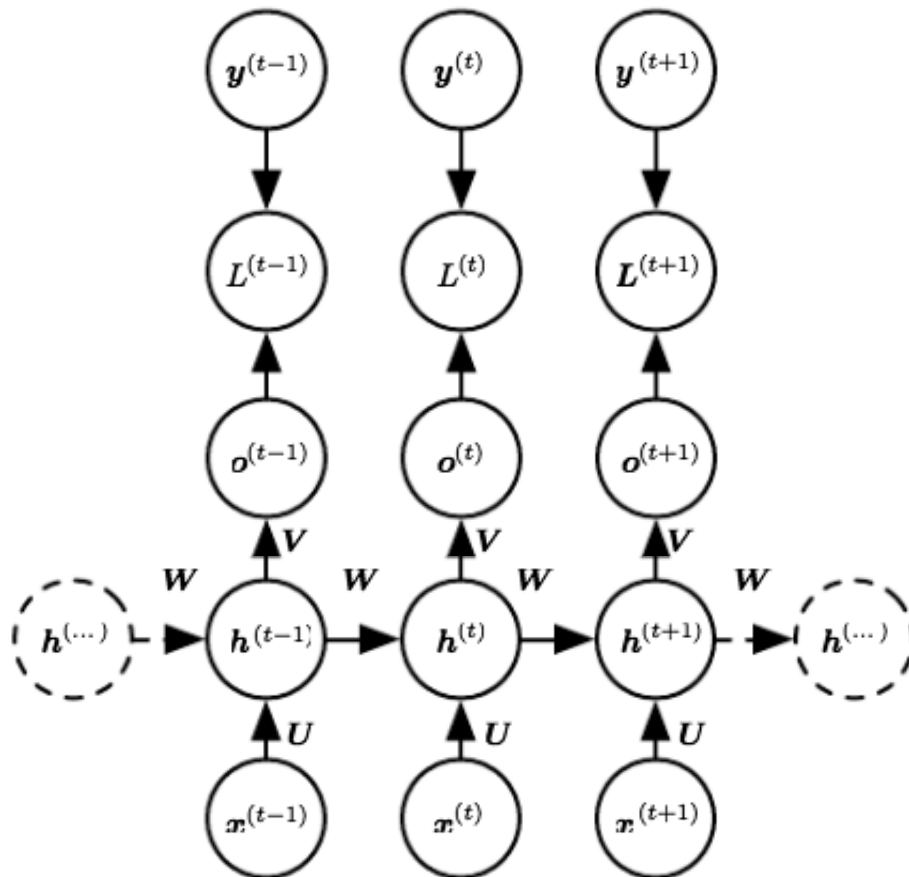 y^(t−1) y^(t) y^(t+1)
L^(t−1) L^(t) L^(t+1)
o^(t−1) o^(t) o^(t+1)
V V V
W W W W
h^(...) h^(t−1) h^(t) h^(t+1) h^(...)
U U U
x^(t−1) x^(t) x^(t+1)